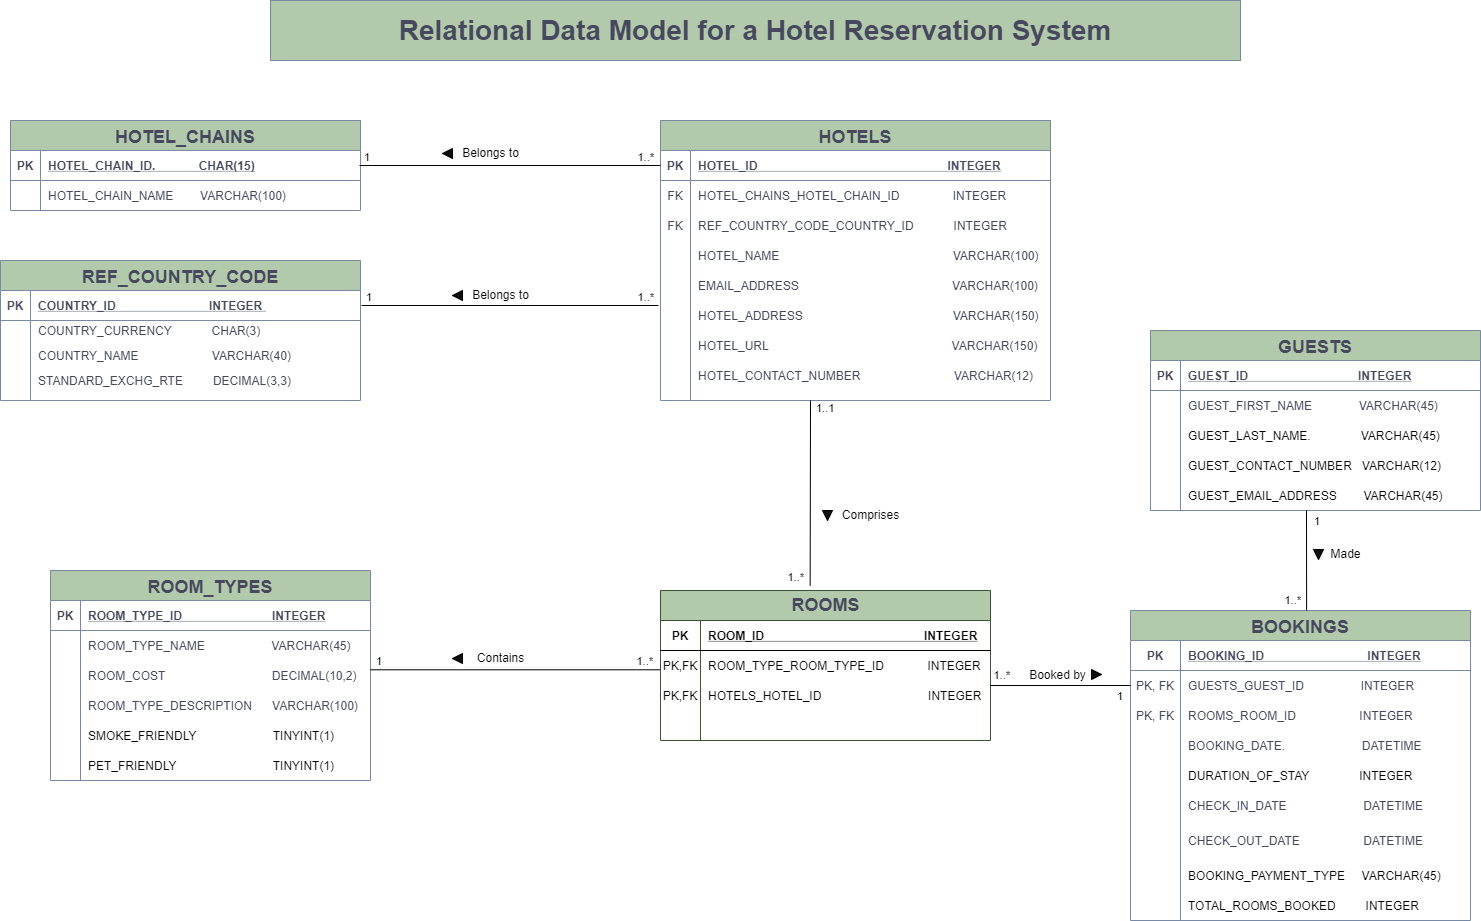 Relational Data Model for a Hotel Reservation System
HOTEL_CHAINS
PK HOTEL_CHAIN_ID. CHAR(15)
HOTEL_CHAIN_NAME VARCHAR(100)
1 Belongs to 1..*
HOTELS
PK HOTEL_ID INTEGER
FK HOTEL_CHAINS_HOTEL_CHAIN_ID INTEGER
FK REF_COUNTRY_CODE_COUNTRY_ID INTEGER
HOTEL_NAME VARCHAR(100)
EMAIL_ADDRESS VARCHAR(100)
HOTEL_ADDRESS VARCHAR(150)
HOTEL_URL VARCHAR(150)
HOTEL_CONTACT_NUMBER VARCHAR(12)
REF_COUNTRY_CODE
PK COUNTRY_ID INTEGER
COUNTRY_CURRENCY CHAR(3)
COUNTRY_NAME VARCHAR(40)
STANDARD_EXCHG_RTE DECIMAL(3,3)
1 Belongs to 1..*
GUESTS
PK GUEST_ID INTEGER
GUEST_FIRST_NAME VARCHAR(45)
GUEST_LAST_NAME. VARCHAR(45)
GUEST_CONTACT_NUMBER VARCHAR(12)
GUEST_EMAIL_ADDRESS VARCHAR(45)
1..1
Comprises
1..*
1
Made
1..*
ROOM_TYPES
PK ROOM_TYPE_ID INTEGER
ROOM_TYPE_NAME VARCHAR(45)
ROOM_COST DECIMAL(10,2)
ROOM_TYPE_DESCRIPTION VARCHAR(100)
SMOKE_FRIENDLY TINYINT(1)
PET_FRIENDLY TINYINT(1)
1 Contains 1..*
ROOMS
PK ROOM_ID INTEGER
PK,FK ROOM_TYPE_ROOM_TYPE_ID INTEGER
PK,FK HOTELS_HOTEL_ID INTEGER
1..* Booked by 1
BOOKINGS
PK BOOKING_ID INTEGER
PK, FK GUESTS_GUEST_ID INTEGER
PK, FK ROOMS_ROOM_ID INTEGER
BOOKING_DATE. DATETIME
DURATION_OF_STAY INTEGER
CHECK_IN_DATE DATETIME
CHECK_OUT_DATE DATETIME
BOOKING_PAYMENT_TYPE VARCHAR(45)
TOTAL_ROOMS_BOOKED INTEGER